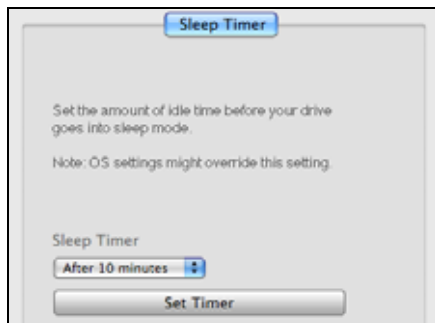 Sleep Timer
Set the amount of idle time before your drive
goes into sleep mode.
Note: OS settings might override this setting.
Sleep Timer
After 10 minutes
Set Timer